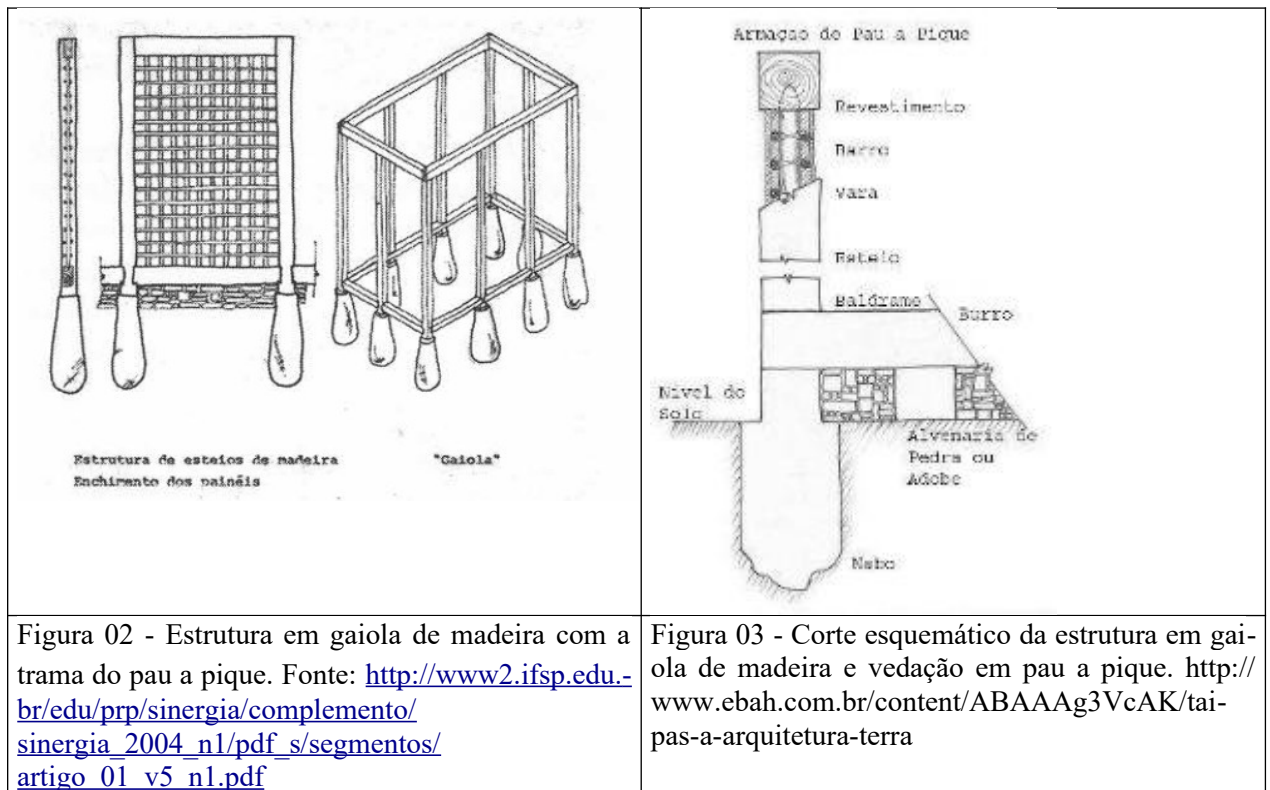 Estrutura de esteios de madeira
Enchimento dos painéis
"Gaiola"
Armação de Pau a Pique
Revestimento
Barro
Vara
Esteio
Baldrame
Burro
Nível do
Solo
Alvenaria de
Pedra ou
Adobe
Nabo
Figura 02 - Estrutura em gaiola de madeira com a
trama do pau a pique. Fonte: http://www2.ifsp.edu.-
br/edu/prp/sinergia/complemento/
sinergia_2004_n1/pdf_s/segmentos/
artigo_01_v5_n1.pdf
Figura 03 - Corte esquemático da estrutura em gai-
ola de madeira e vedação em pau a pique. http://
www.ebah.com.br/content/ABAAAg3VcAK/tai-
pas-a-arquitetura-terra